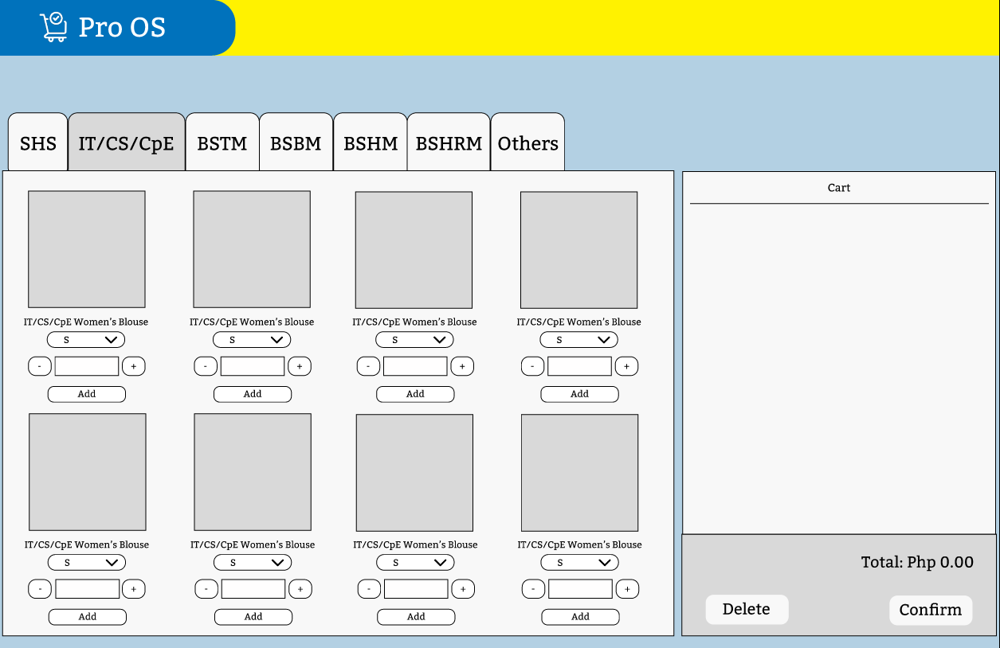 Pro OS
SHS IT/CS/CpE BSTM BSBM BSHM BSHRM Others
Cart
IT/CS/CpE Women’s Blouse IT/CS/CpE Women’s Blouse IT/CS/CpE Women’s Blouse IT/CS/CpE Women’s Blouse
S S S S
- + - + - + - +
Add Add Add Add
IT/CS/CpE Women’s Blouse IT/CS/CpE Women’s Blouse IT/CS/CpE Women’s Blouse IT/CS/CpE Women’s Blouse
S S S S
- + - + - + - +
Add Add Add Add
Total: Php 0.00
Delete Confirm